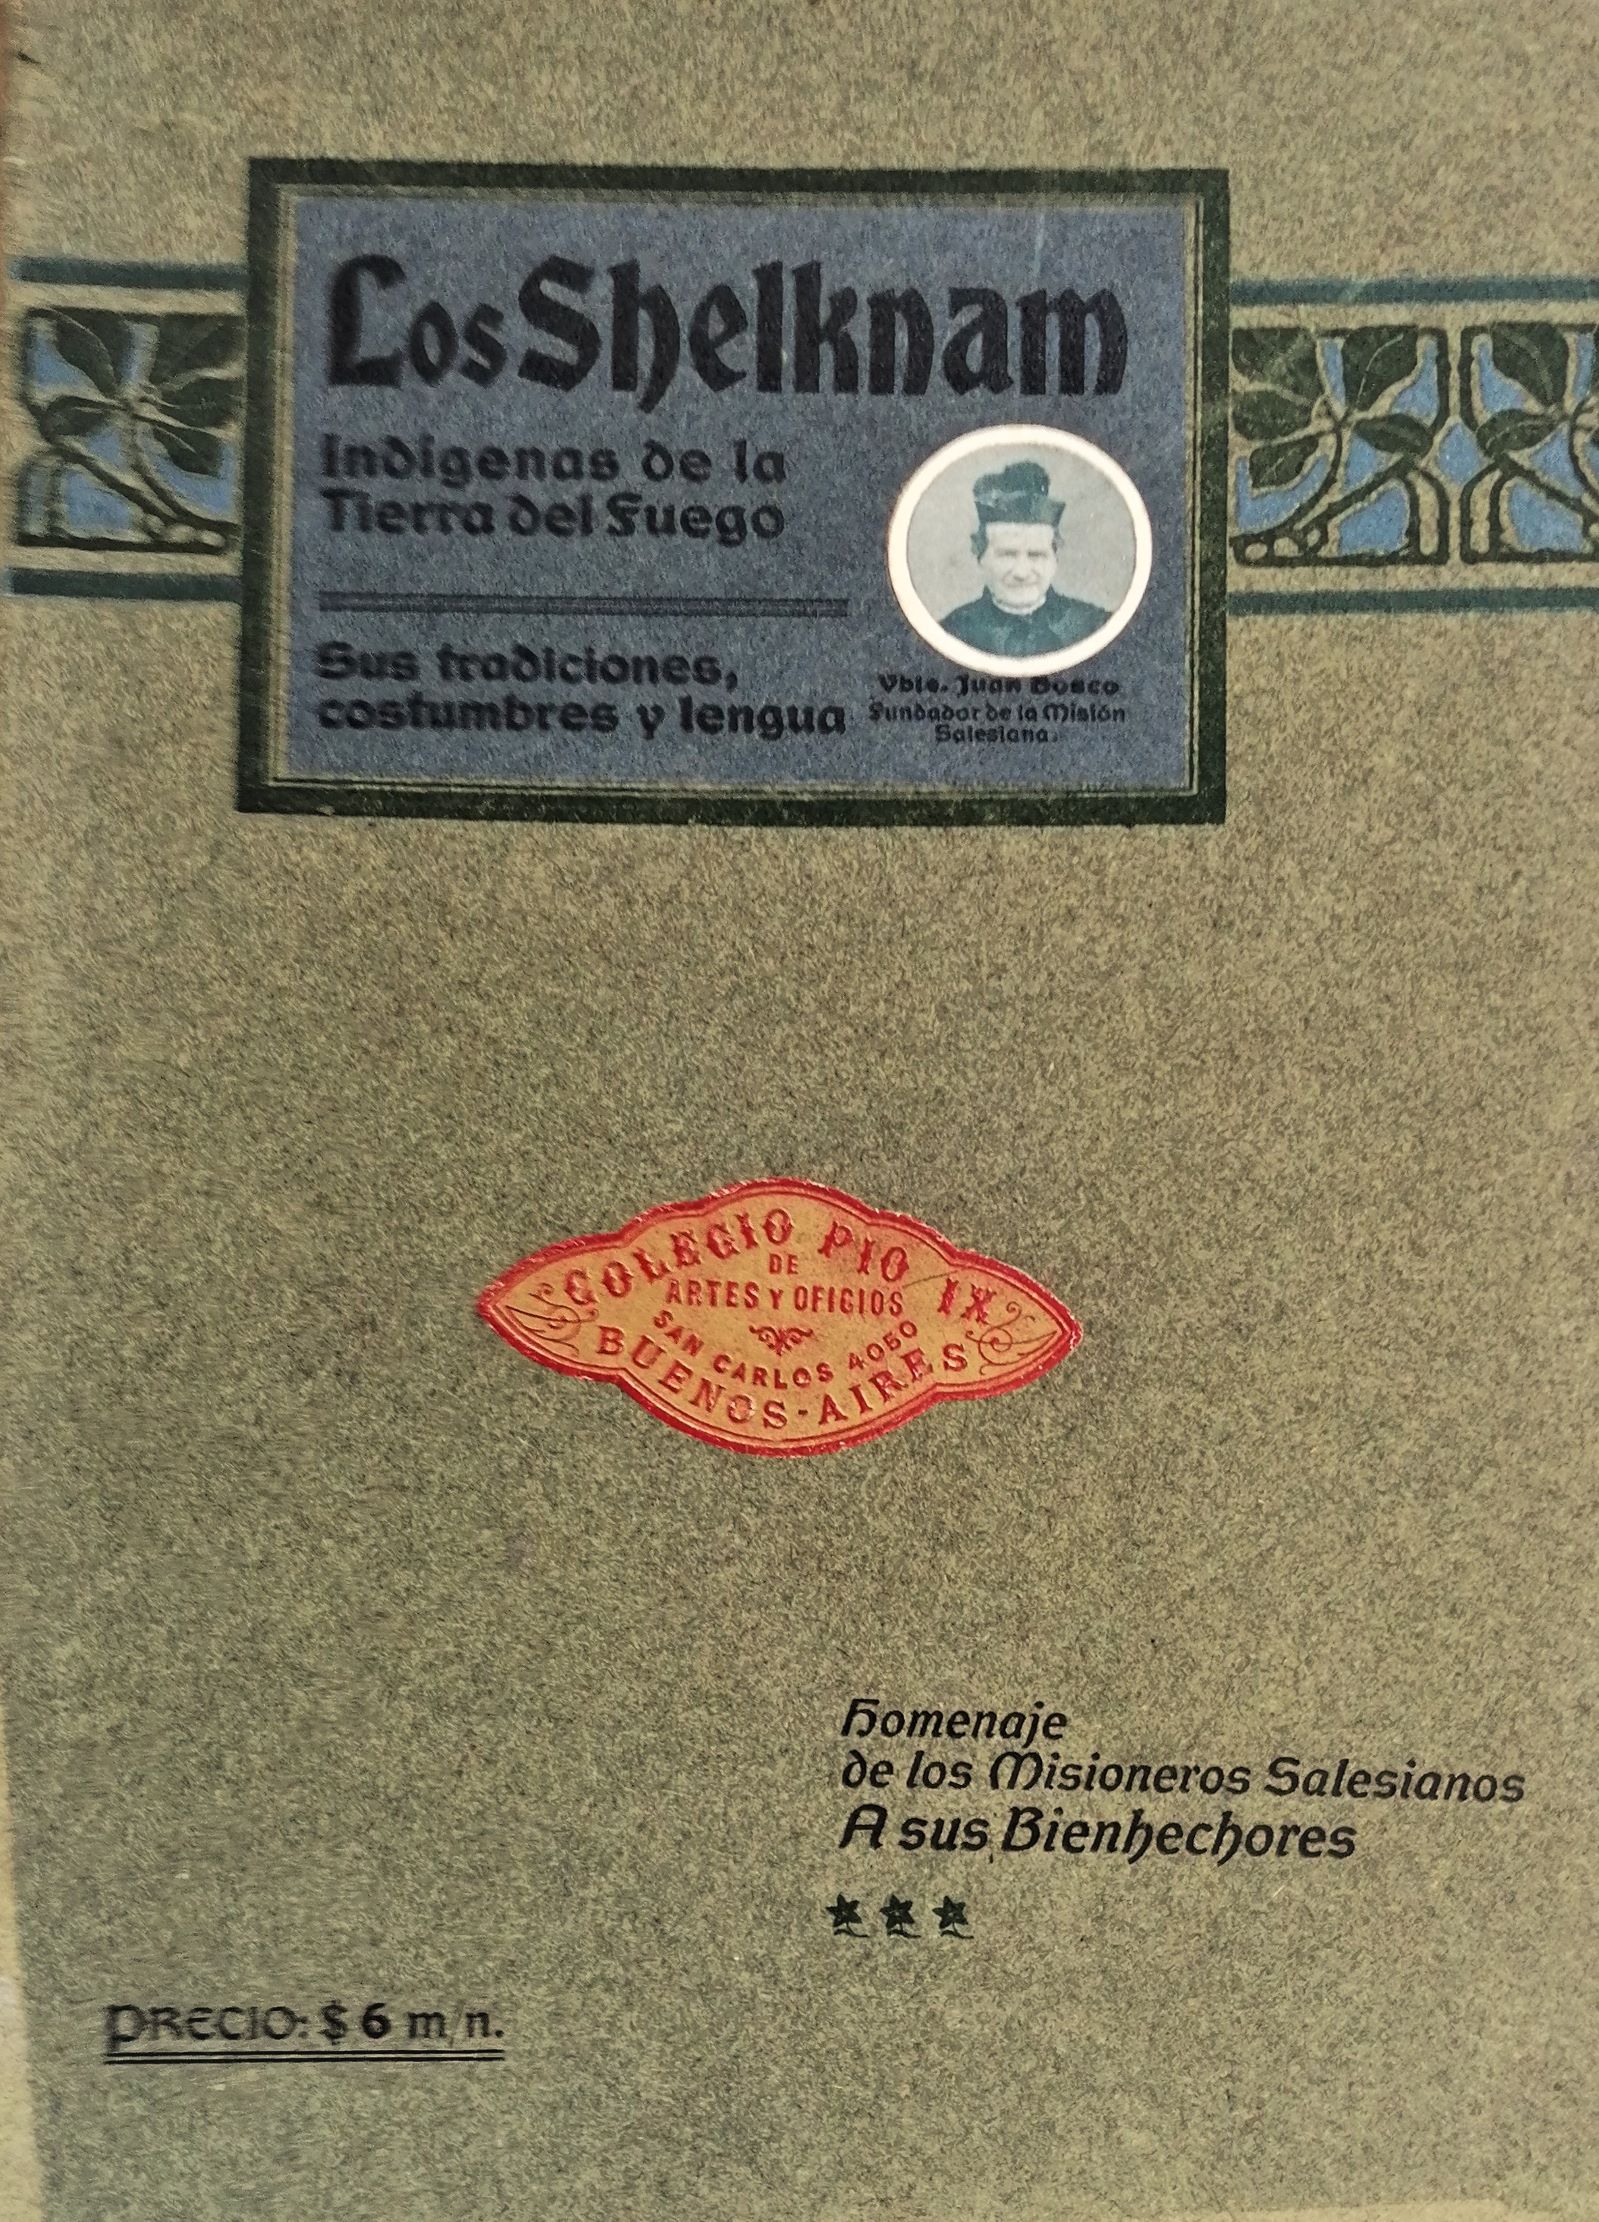 Los Shelknam
Indígenas de la
Tierra del Fuego
Sus tradiciones,
costumbres y lengua
Vble. Juan Bosco
Fundador de la Misión
Salesiana.
COLEGIO PIO IX
DE
ARTES Y OFICIOS
SAN CARLOS 4050
BUENOS-AIRES
Homenaje
de los Misioneros Salesianos
A sus Bienhechores
PRECIO: $ 6 m/n.